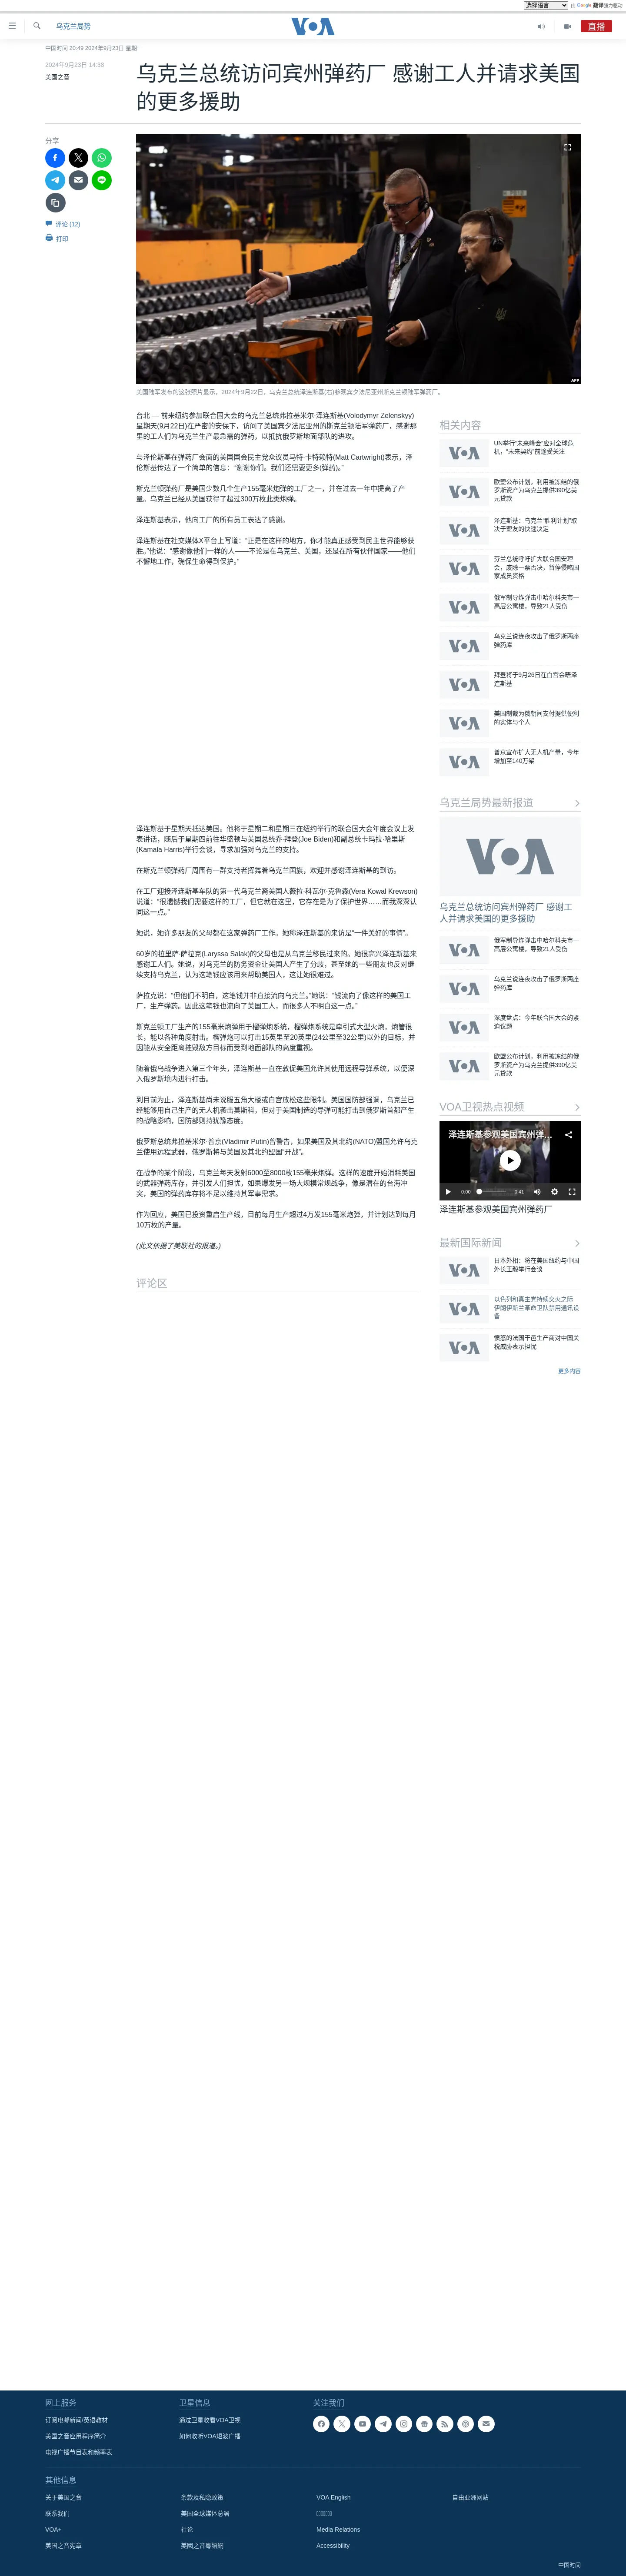 选择语言
由 Google 翻译强力驱动
乌克兰局势
VOA
直播
中国时间 20:49 2024年9月23日 星期一
2024年9月23日 14:38
美国之音
乌克兰总统访问宾州弹药厂 感谢工人并请求美国
的更多援助
分享
评论 (12)
打印
AFP
美国陆军发布的这张照片显示，2024年9月22日，乌克兰总统泽连斯基(右)参观宾夕法尼亚州斯克兰顿陆军弹药厂。
台北 — 前来纽约参加联合国大会的乌克兰总统弗拉基米尔·泽连斯基(Volodymyr Zelenskyy)
星期天(9月22日)在严密的安保下，访问了美国宾夕法尼亚州的斯克兰顿陆军弹药厂，感谢那
里的工人们为乌克兰生产最急需的弹药，以抵抗俄罗斯地面部队的进攻。
与泽伦斯基在弹药厂会面的美国国会民主党众议员马特·卡特赖特(Matt Cartwright)表示，泽
伦斯基传达了一个简单的信息：“谢谢你们。我们还需要更多(弹药)。”
斯克兰顿弹药厂是美国少数几个生产155毫米炮弹的工厂之一，并在过去一年中提高了产
量。乌克兰已经从美国获得了超过300万枚此类炮弹。
泽连斯基表示，他向工厂的所有员工表达了感谢。
泽连斯基在社交媒体X平台上写道：“正是在这样的地方，你才能真正感受到民主世界能够获
胜。”他说：“感谢像他们一样的人——不论是在乌克兰、美国，还是在所有伙伴国家——他们
不懈地工作，确保生命得到保护。”
泽连斯基于星期天抵达美国。他将于星期二和星期三在纽约举行的联合国大会年度会议上发
表讲话，随后于星期四前往华盛顿与美国总统乔·拜登(Joe Biden)和副总统卡玛拉·哈里斯
(Kamala Harris)举行会谈，寻求加强对乌克兰的支持。
在斯克兰顿弹药厂周围有一群支持者挥舞着乌克兰国旗，欢迎并感谢泽连斯基的到访。
在工厂迎接泽连斯基车队的第一代乌克兰裔美国人薇拉·科瓦尔·克鲁森(Vera Kowal Krewson)
说道：“很遗憾我们需要这样的工厂，但它就在这里，它存在是为了保护世界……而我深深认
同这一点。”
她说，她许多朋友的父母都在这家弹药厂工作。她称泽连斯基的来访是“一件美好的事情”。
60岁的拉里萨·萨拉克(Laryssa Salak)的父母也是从乌克兰移民过来的。她很高兴泽连斯基来
感谢工人们。她说，对乌克兰的防务资金让美国人产生了分歧，甚至她的一些朋友也反对继
续支持乌克兰，认为这笔钱应该用来帮助美国人，这让她很难过。
萨拉克说：“但他们不明白，这笔钱并非直接流向乌克兰。”她说：“钱流向了像这样的美国工
厂，生产弹药。因此这笔钱也流向了美国工人，而很多人不明白这一点。”
斯克兰顿工厂生产的155毫米炮弹用于榴弹炮系统，榴弹炮系统是牵引式大型火炮，炮管很
长，能以各种角度射击。榴弹炮可以打击15英里至20英里(24公里至32公里)以外的目标，并
因能从安全距离摧毁敌方目标而受到地面部队的高度重视。
随着俄乌战争进入第三个年头，泽连斯基一直在敦促美国允许其使用远程导弹系统，以便深
入俄罗斯境内进行打击。
到目前为止，泽连斯基尚未说服五角大楼或白宫放松这些限制。美国国防部强调，乌克兰已
经能够用自己生产的无人机袭击莫斯科，但对于美国制造的导弹可能打击到俄罗斯首都产生
的战略影响，国防部则持犹豫态度。
俄罗斯总统弗拉基米尔·普京(Vladimir Putin)曾警告，如果美国及其北约(NATO)盟国允许乌克
兰使用远程武器，俄罗斯将与美国及其北约盟国“开战”。
在战争的某个阶段，乌克兰每天发射6000至8000枚155毫米炮弹。这样的速度开始消耗美国
的武器弹药库存，并引发人们担忧，如果爆发另一场大规模常规战争，像是潜在的台海冲
突，美国的弹药库存将不足以维持其军事需求。
作为回应，美国已投资重启生产线，目前每月生产超过4万发155毫米炮弹，并计划达到每月
10万枚的产量。
(此文依据了美联社的报道。)
评论区
相关内容
UN举行“未来峰会”应对全球危机，“未来契约”前途受关注
欧盟公布计划，利用被冻结的俄罗斯资产为乌克兰提供390亿美元贷款
泽连斯基：乌克兰“胜利计划”取决于盟友的快速决定
芬兰总统呼吁扩大联合国安理会，废除一票否决，暂停侵略国家成员资格
俄军制导炸弹击中哈尔科夫市一高层公寓楼，导致21人受伤
乌克兰说连夜攻击了俄罗斯两座弹药库
拜登将于9月26日在白宫会晤泽连斯基
美国制裁为俄朝间支付提供便利的实体与个人
普京宣布扩大无人机产量，今年增加至140万架
乌克兰局势最新报道
乌克兰总统访问宾州弹药厂 感谢工人并请求美国的更多援助
俄军制导炸弹击中哈尔科夫市一高层公寓楼，导致21人受伤
乌克兰说连夜攻击了俄罗斯两座弹药库
深度盘点：今年联合国大会的紧迫议题
欧盟公布计划，利用被冻结的俄罗斯资产为乌克兰提供390亿美元贷款
VOA卫视热点视频
泽连斯基参观美国宾州弹…
0:00
0:41
泽连斯基参观美国宾州弹药厂
最新国际新闻
日本外相：将在美国纽约与中国外长王毅举行会谈
以色列和真主党持续交火之际 伊朗伊斯兰革命卫队禁用通讯设备
愤怒的法国干邑生产商对中国关税威胁表示担忧
更多内容
网上服务
订阅电邮新闻/英语教材
美国之音应用程序简介
电视广播节目表和频率表
卫星信息
通过卫星收看VOA卫视
如何收听VOA短波广播
关注我们
其他信息
关于美国之音
联系我们
VOA+
美国之音宪章
条款及私隐政策
美国全球媒体总署
社论
美國之音粵語網
VOA English
Media Relations
Accessibility
自由亚洲网站
中国时间